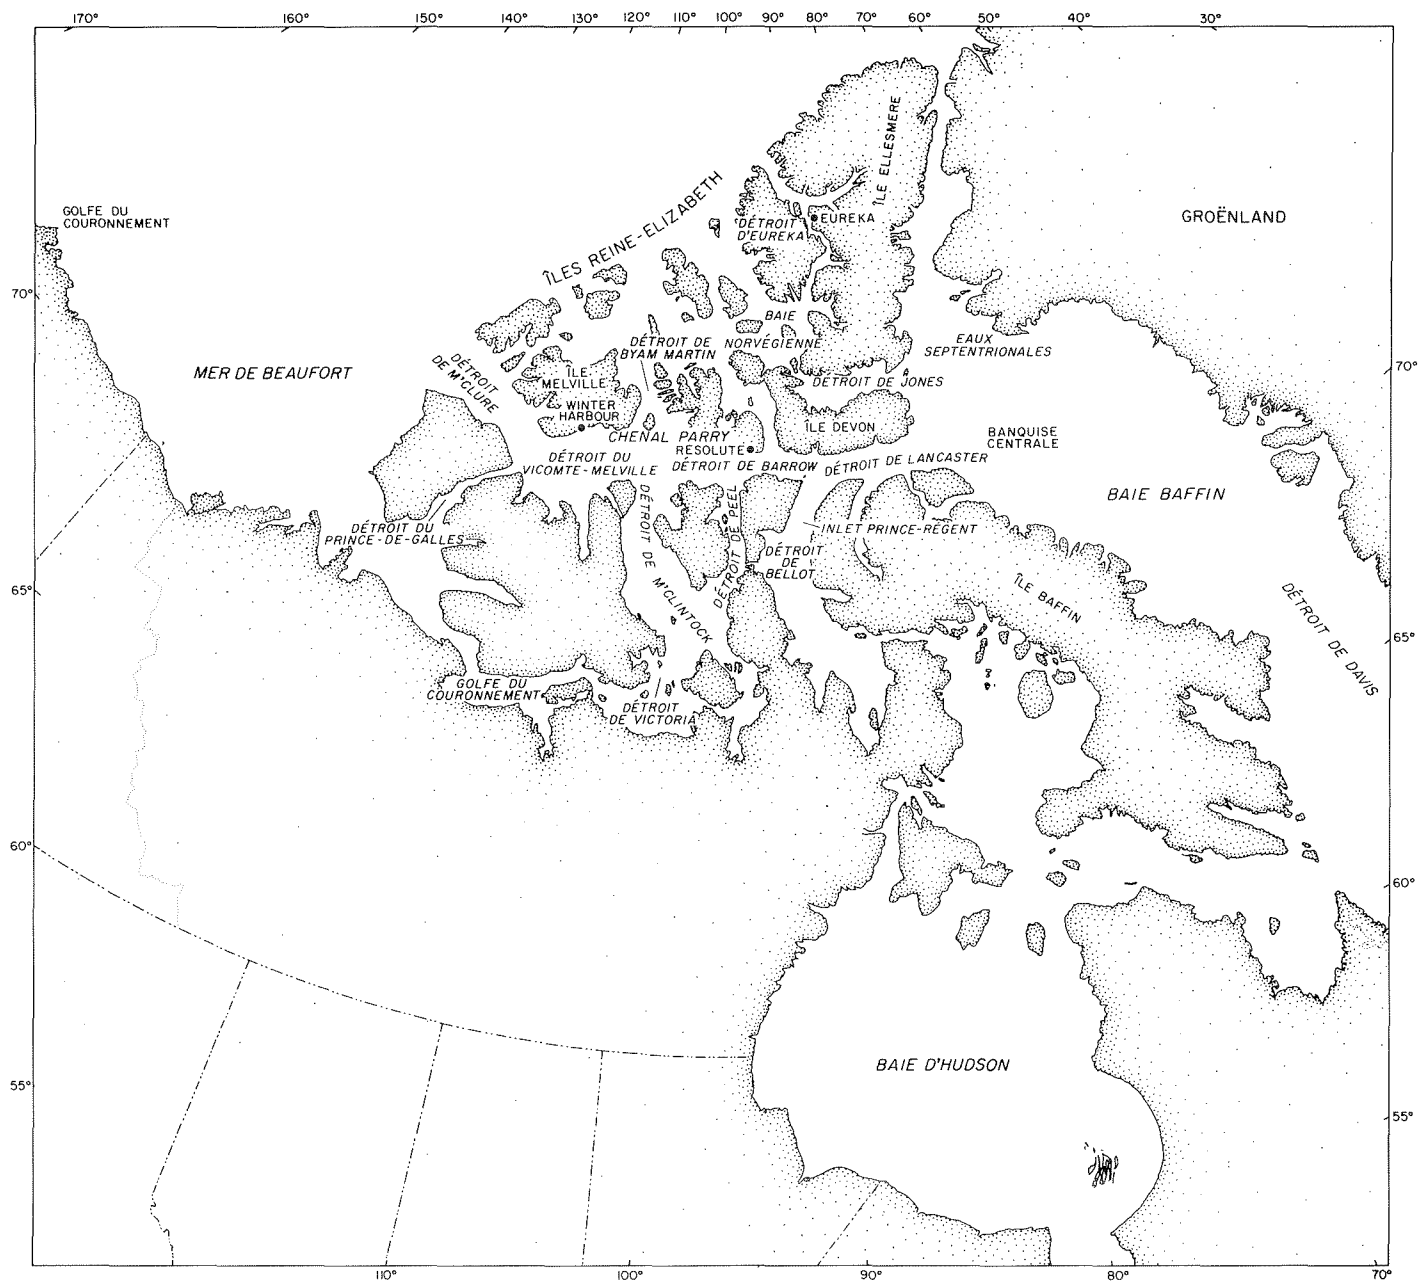 170° 160° 150° 140° 130° 120° 110° 100° 90° 80° 70° 60° 50° 40° 30°
ÎLE ELLESMERE
GOLFE DU
COURONNEMENT
ÎLES REINE-ELIZABETH
EUREKA
DÉTROIT
D'EUREKA
GROËNLAND
70°
BAIE
NORVÉGIENNE
DÉTROIT DE
BYAM MARTIN
EAUX
SEPTENTRIONALES
70°
MER DE BEAUFORT
DÉTROIT
DE M'CLURE
ÎLE
MELVILLE
WINTER
HARBOUR
DÉTROIT DE JONES
ÎLE DEVON
BANQUISE
CENTRALE
CHENAL PARRY
RESOLUTE
DÉTROIT DU
VICOMTE-MELVILLE
DÉTROIT DE BARROW
DÉTROIT DE LANCASTER
BAIE BAFFIN
DÉTROIT DU
PRINCE-DE-GALLES
DÉTROIT DE M'CLINTOCK
DÉTROIT DE PEEL
INLET PRINCE-RÉGENT
DÉTROIT
DE
BELLOT
ÎLE BAFFIN
65°
DÉTROIT DE DAVIS
65°
GOLFE DU
COURONNEMENT
DÉTROIT
DE VICTORIA
60°
60°
BAIE D'HUDSON
55°
55°
110° 100° 90° 80° 70°